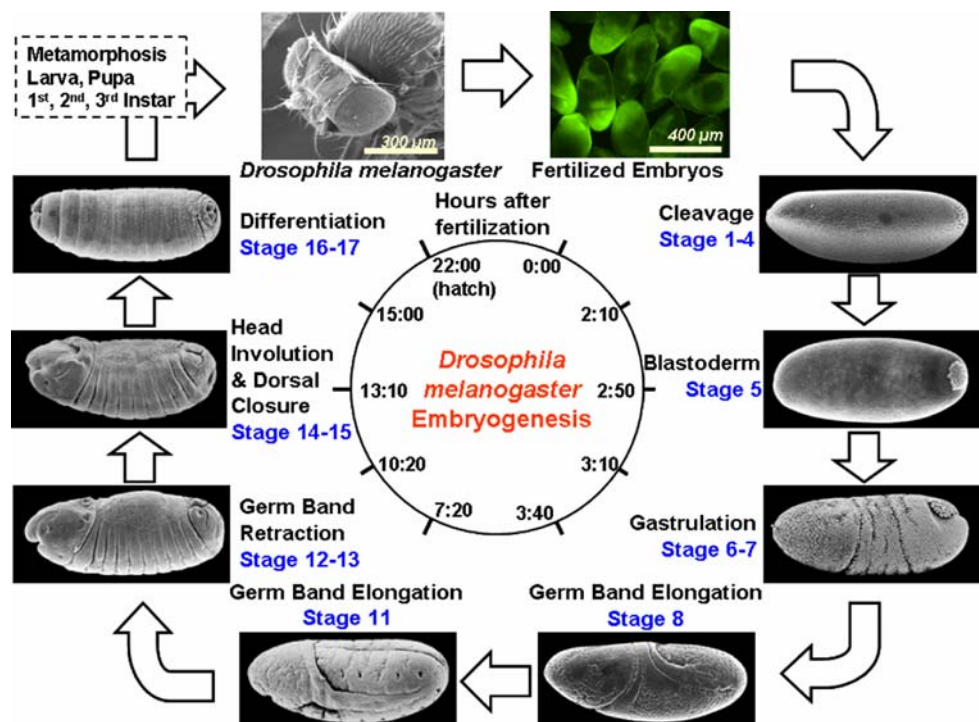 Metamorphosis
Larva, Pupa
1st, 2nd, 3rd Instar
300 µm
400 µm
Drosophila melanogaster
Fertilized Embryos
Hours after
fertilization
Cleavage
Stage 1-4
Blastoderm
Stage 5
Gastrulation
Stage 6-7
Germ Band Elongation
Stage 8
Germ Band Elongation
Stage 11
Germ Band
Retraction
Stage 12-13
Head
Involution
& Dorsal
Closure
Stage 14-15
Differentiation
Stage 16-17
0:00
2:10
2:50
3:10
3:40
7:20
10:20
13:10
15:00
22:00
(hatch)
Drosophila
melanogaster
Embryogenesis